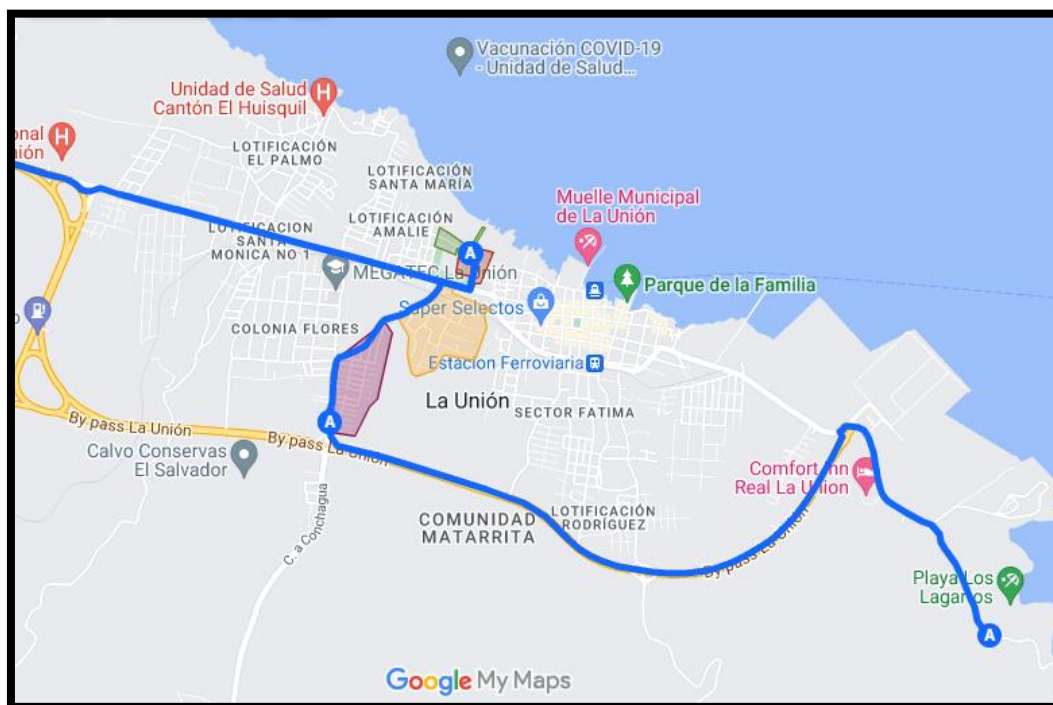 Vacunación COVID-19
- Unidad de Salud...
Unidad de Salud
Cantón El Huisquil
onal
nión
LOTIFICACIÓN
EL PALMO
LOTIFICACIÓN
SANTA MARÍA
Muelle Municipal
de La Unión
LOTIFICACIÓN
AMALIE
LOTIFICACION
SANTA
MONICA NO 1
A
MEGATEC La Unión
Parque de la Familia
Super Selectos
COLONIA FLORES
Estacion Ferroviaria
La Unión
SECTOR FATIMA
By pass La Unión
A
By pass La Unión
Calvo Conservas
El Salvador
Comfort Inn
Real La Union
LOTIFICACIÓN
RODRÍGUEZ
COMUNIDAD
MATARRITA
C. a Conchagua
By pass La Unión
Playa Los
Lagartos
A
Google My Maps